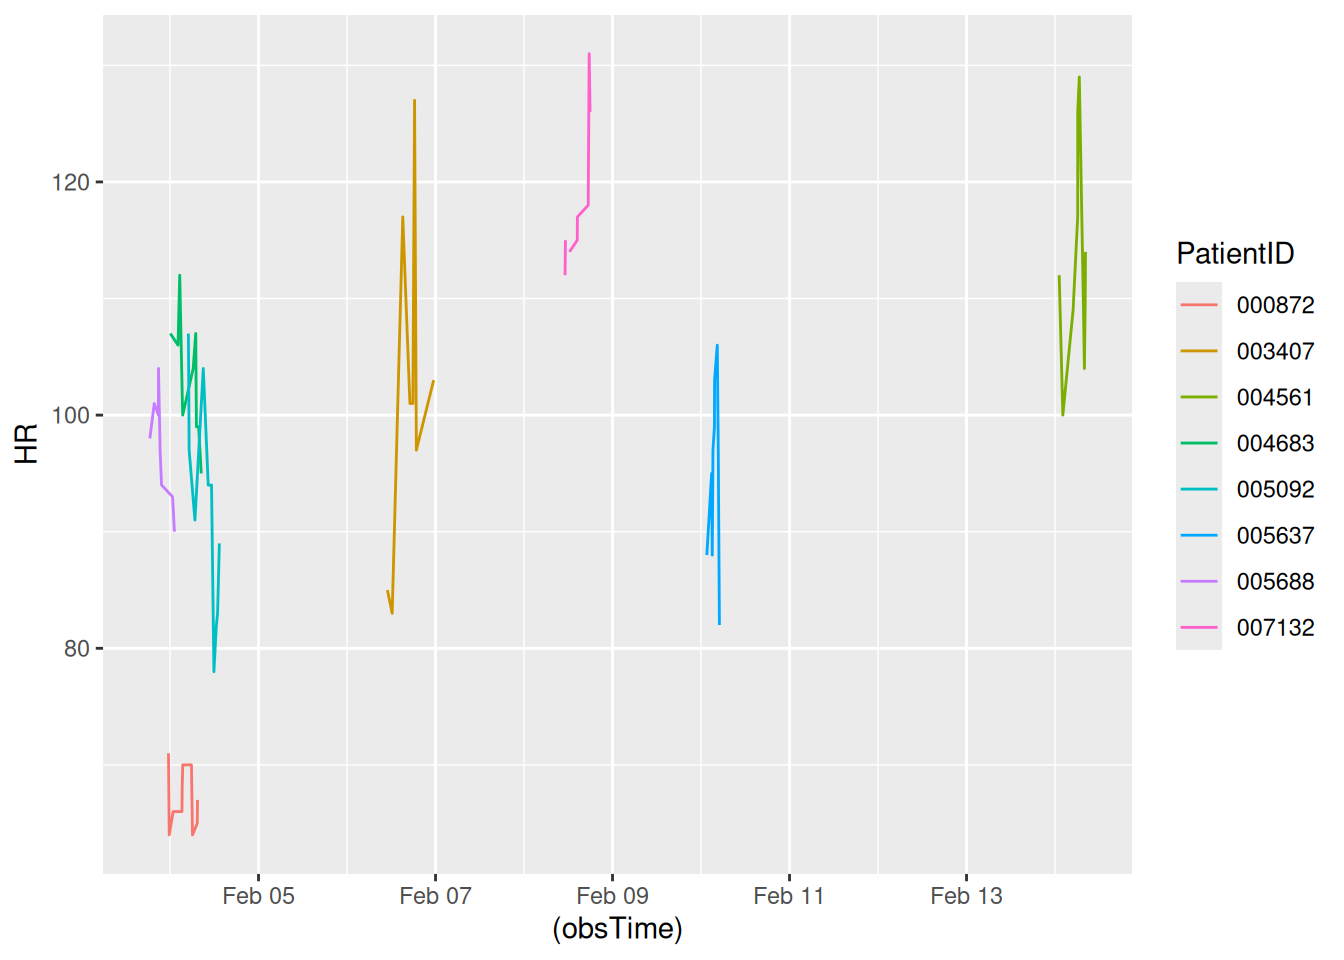 HR
120
100
80
Feb 05
Feb 07
Feb 09
Feb 11
Feb 13
(obsTime)
PatientID
000872
003407
004561
004683
005092
005637
005688
007132